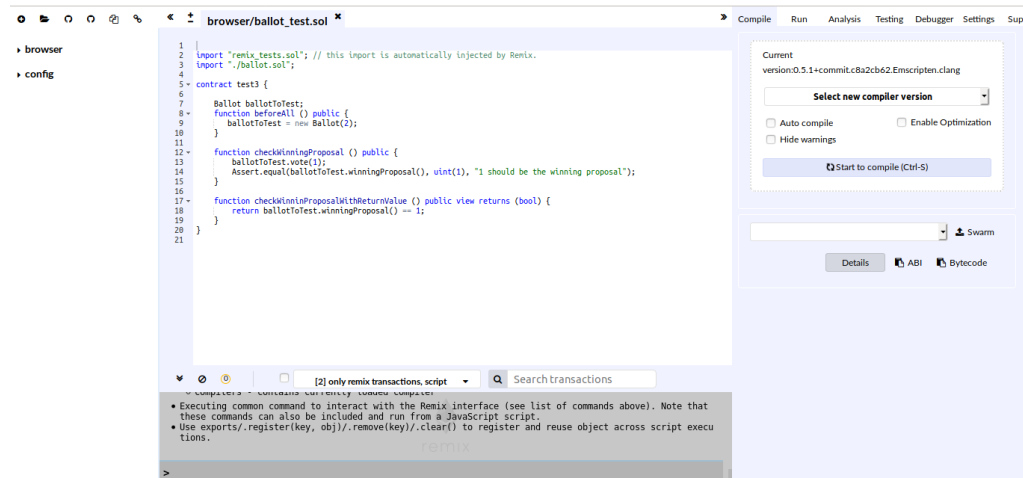 browser/ballot_test.sol
Compile Run Analysis Testing Debugger Settings Sup
browser
config
1
2 import "remix_tests.sol"; // this import is automatically injected by Remix.
3 import "./ballot.sol";
4
5 contract test3 {
6
7 Ballot ballotToTest;
8 function beforeAll () public {
9 ballotToTest = new Ballot(2);
10 }
11
12 function checkWinningProposal () public {
13 ballotToTest.vote(1);
14 Assert.equal(ballotToTest.winningProposal(), uint(1), "1 should be the winning proposal");
15 }
16
17 function checkWinninProposalWithReturnValue () public view returns (bool) {
18 return ballotToTest.winningProposal() == 1;
19 }
20 }
21
Current
version:0.5.1+commit.c8a2cb62.Emscripten.clang
Select new compiler version
Auto compile Enable Optimization
Hide warnings
Start to compile (Ctrl-S)
Swarm
Details ABI Bytecode
0 [2] only remix transactions, script Search transactions
compilers - contains currently loaded compiler
• Executing common command to interact with the Remix interface (see list of commands above). Note that
these commands can also be included and run from a JavaScript script.
• Use exports/.register(key, obj)/.remove(key)/.clear() to register and reuse object across script execu
tions.
remix
>